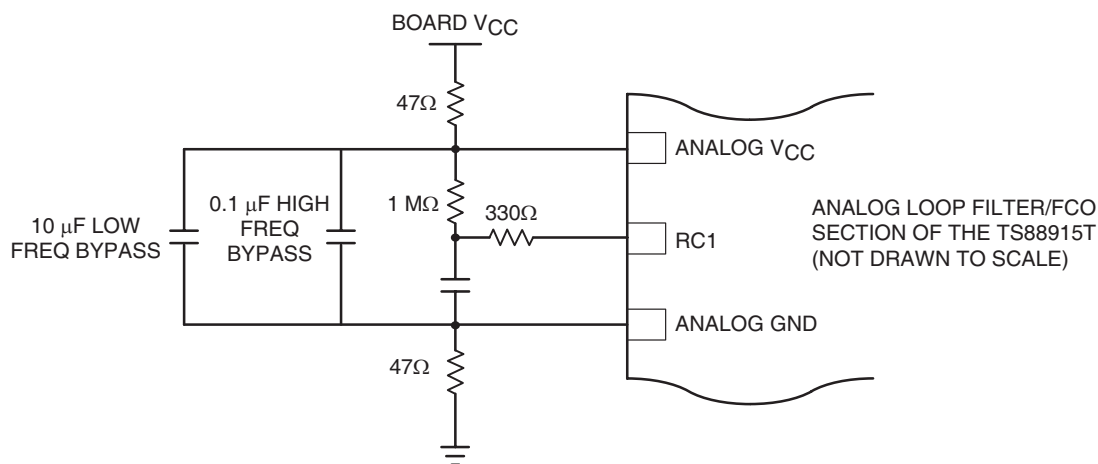 BOARD VCC
47Ω
ANALOG VCC
1 MΩ
330Ω
0.1 μF HIGH
FREQ
BYPASS
10 μF LOW
FREQ BYPASS
RC1
ANALOG LOOP FILTER/FCO
SECTION OF THE TS88915T
(NOT DRAWN TO SCALE)
ANALOG GND
47Ω